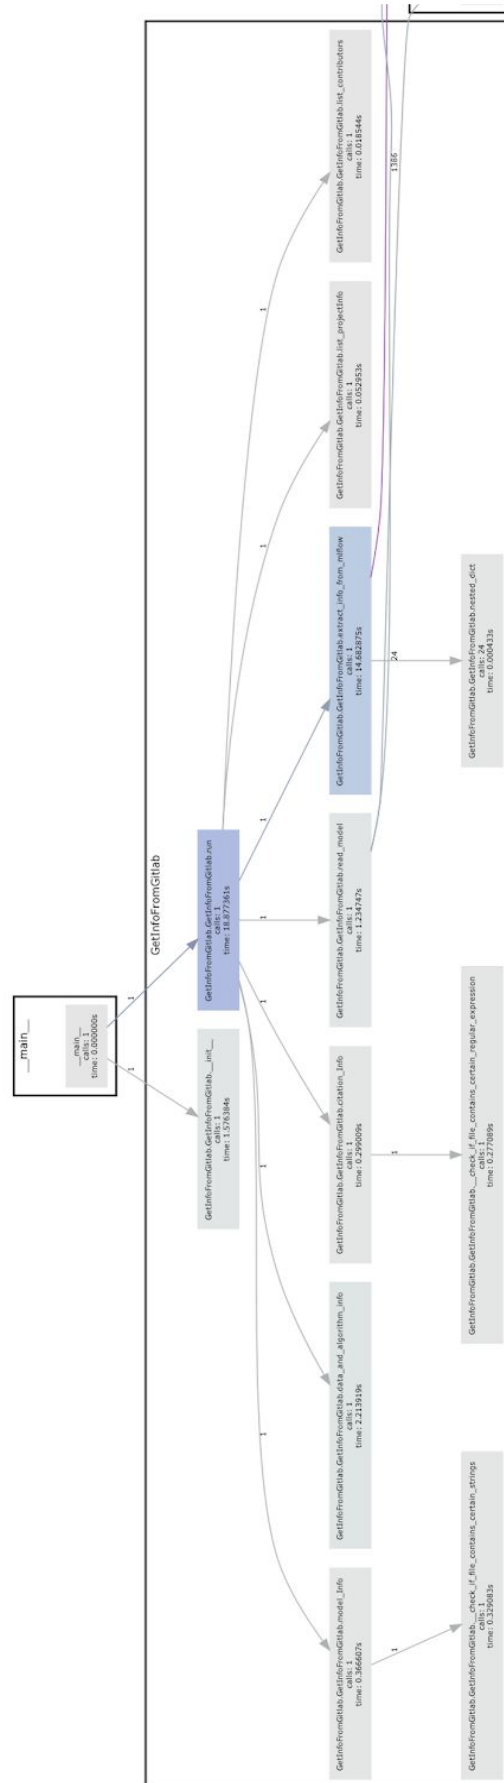 __main__
__main__
calls: 1
time: 0.000000s
1
1
GetInfoFromGitlab
GetInfoFromGitlab.GetInfoFromGitlab.__init__
calls: 1
time: 1.576384s
GetInfoFromGitlab.GetInfoFromGitlab.run
calls: 1
time: 18.877361s
1
1
1
1
1
1
1
GetInfoFromGitlab.GetInfoFromGitlab.model_Info
calls: 1
time: 0.366607s
GetInfoFromGitlab.GetInfoFromGitlab.data_and_algorithm_info
calls: 1
time: 2.213919s
GetInfoFromGitlab.GetInfoFromGitlab.citation_Info
calls: 1
time: 0.299009s
GetInfoFromGitlab.GetInfoFromGitlab.read_model
calls: 1
time: 1.234747s
GetInfoFromGitlab.GetInfoFromGitlab.extract_info_from_mlflow
calls: 1
time: 14.682875s
GetInfoFromGitlab.GetInfoFromGitlab.list_projectInfo
calls: 1
time: 0.052953s
GetInfoFromGitlab.GetInfoFromGitlab.list_contributors
calls: 1
time: 0.018544s
1
1
24
1386
GetInfoFromGitlab.GetInfoFromGitlab.__check_if_file_contains_certain_strings
calls: 1
time: 0.329083s
GetInfoFromGitlab.GetInfoFromGitlab.__check_if_file_contains_certain_regular_expression
calls: 1
time: 0.277089s
GetInfoFromGitlab.GetInfoFromGitlab.nested_dict
calls: 24
time: 0.000433s